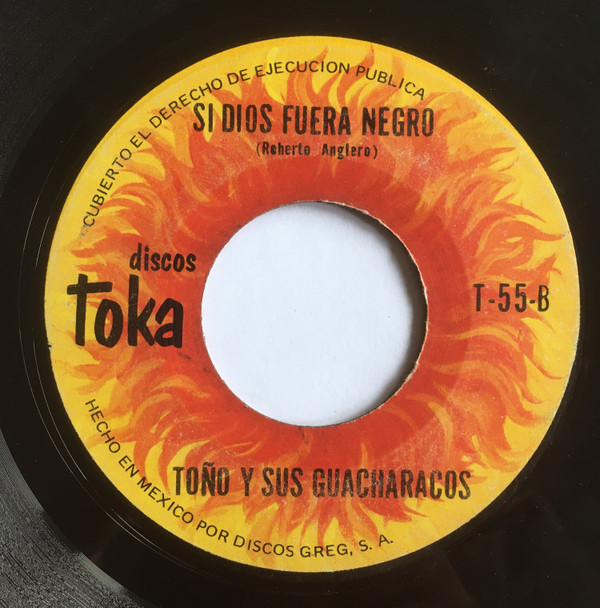 CUBIERTO EL DERECHO DE EJECUCION PUBLICA
SI DIOS FUERA NEGRO
(Roberto Anglero)
discos
Toka
T-55-B
TOÑO Y SUS GUACHARACOS
HECHO EN MEXICO POR DISCOS GREG, S. A.